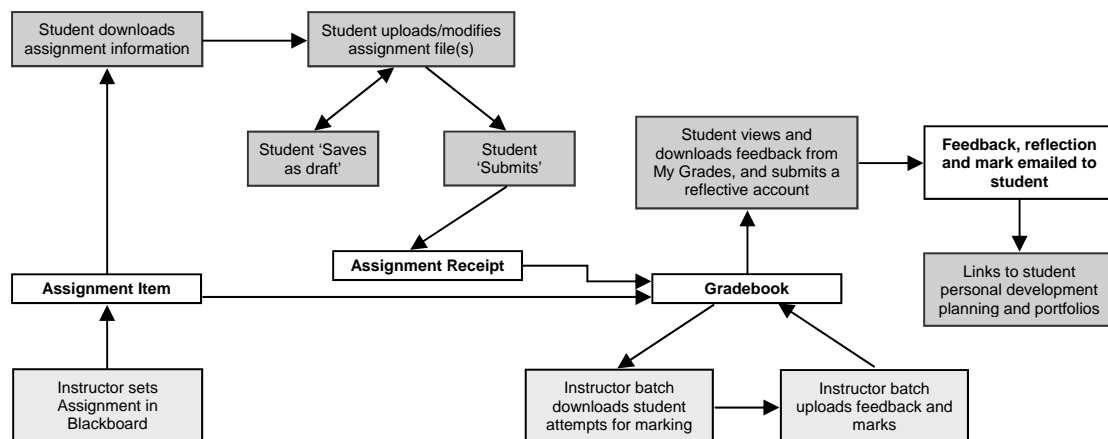 Student downloads
assignment information
Student uploads/modifies
assignment file(s)
Student ‘Saves
as draft’
Student
‘Submits’
Student views and
downloads feedback from
My Grades, and submits a
reflective account
Feedback, reflection
and mark emailed to
student
Assignment Receipt
Assignment Item
Gradebook
Links to student
personal development
planning and portfolios
Instructor sets
Assignment in
Blackboard
Instructor batch
downloads student
attempts for marking
Instructor batch
uploads feedback and
marks